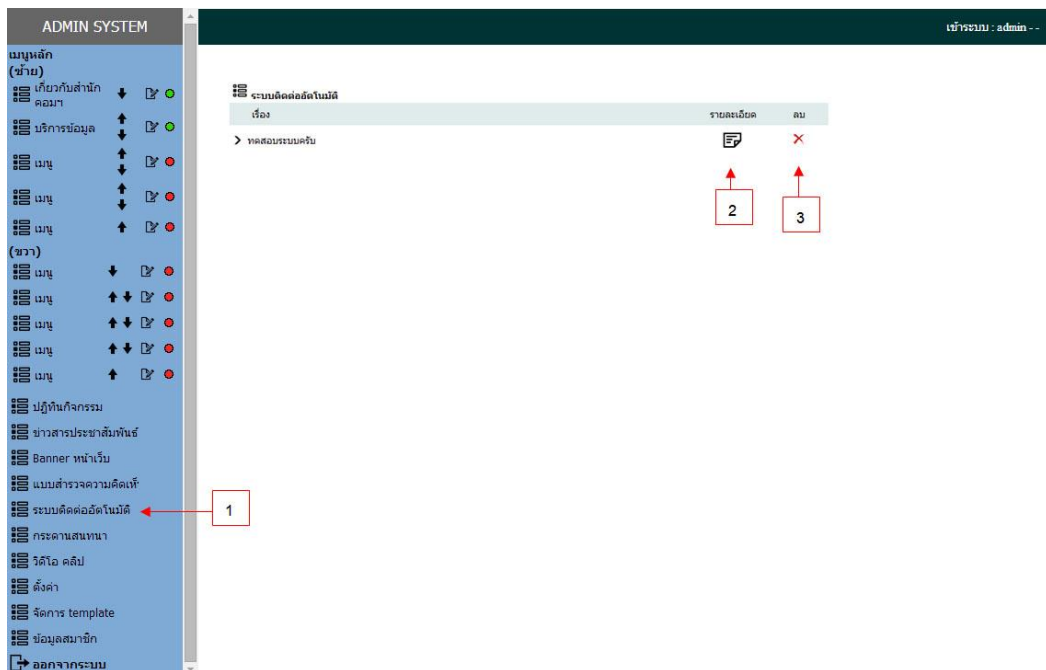 ADMIN SYSTEM
เข้าระบบ : admin - -
เมนูหลัก
(ซ้าย)
เกี่ยวกับสำนัก
คอมฯ
บริการข้อมูล
เมนู
เมนู
เมนู
(ขวา)
เมนู
เมนู
เมนู
เมนู
เมนู
ปฏิทินกิจกรรม
ข่าวสารประชาสัมพันธ์
Banner หน้าเว็บ
แบบสำรวจความคิดเห็
ระบบติดต่ออัตโนมัติ
กระดานสนทนา
วิดีโอ คลิป
ตั้งค่า
จัดการ template
ข้อมูลสมาชิก
ออกจากระบบ
ระบบติดต่ออัตโนมัติ
เรื่อง รายละเอียด ลบ
ทดสอบระบบครับ
2
3
1